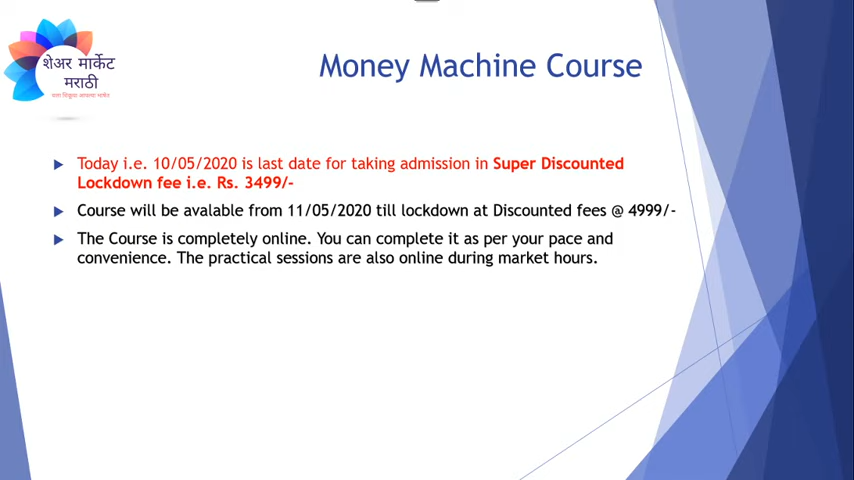 शेअर मार्केट
मराठी
Money Machine Course
Today i.e. 10/05/2020 is last date for taking admission in Super Discounted
Lockdown fee i.e. Rs. 3499/-
Course will be avalable from 11/05/2020 till lockdown at Discounted fees @ 4999/-
The Course is completely online. You can complete it as per your pace and
convenience. The practical sessions are also online during market hours.